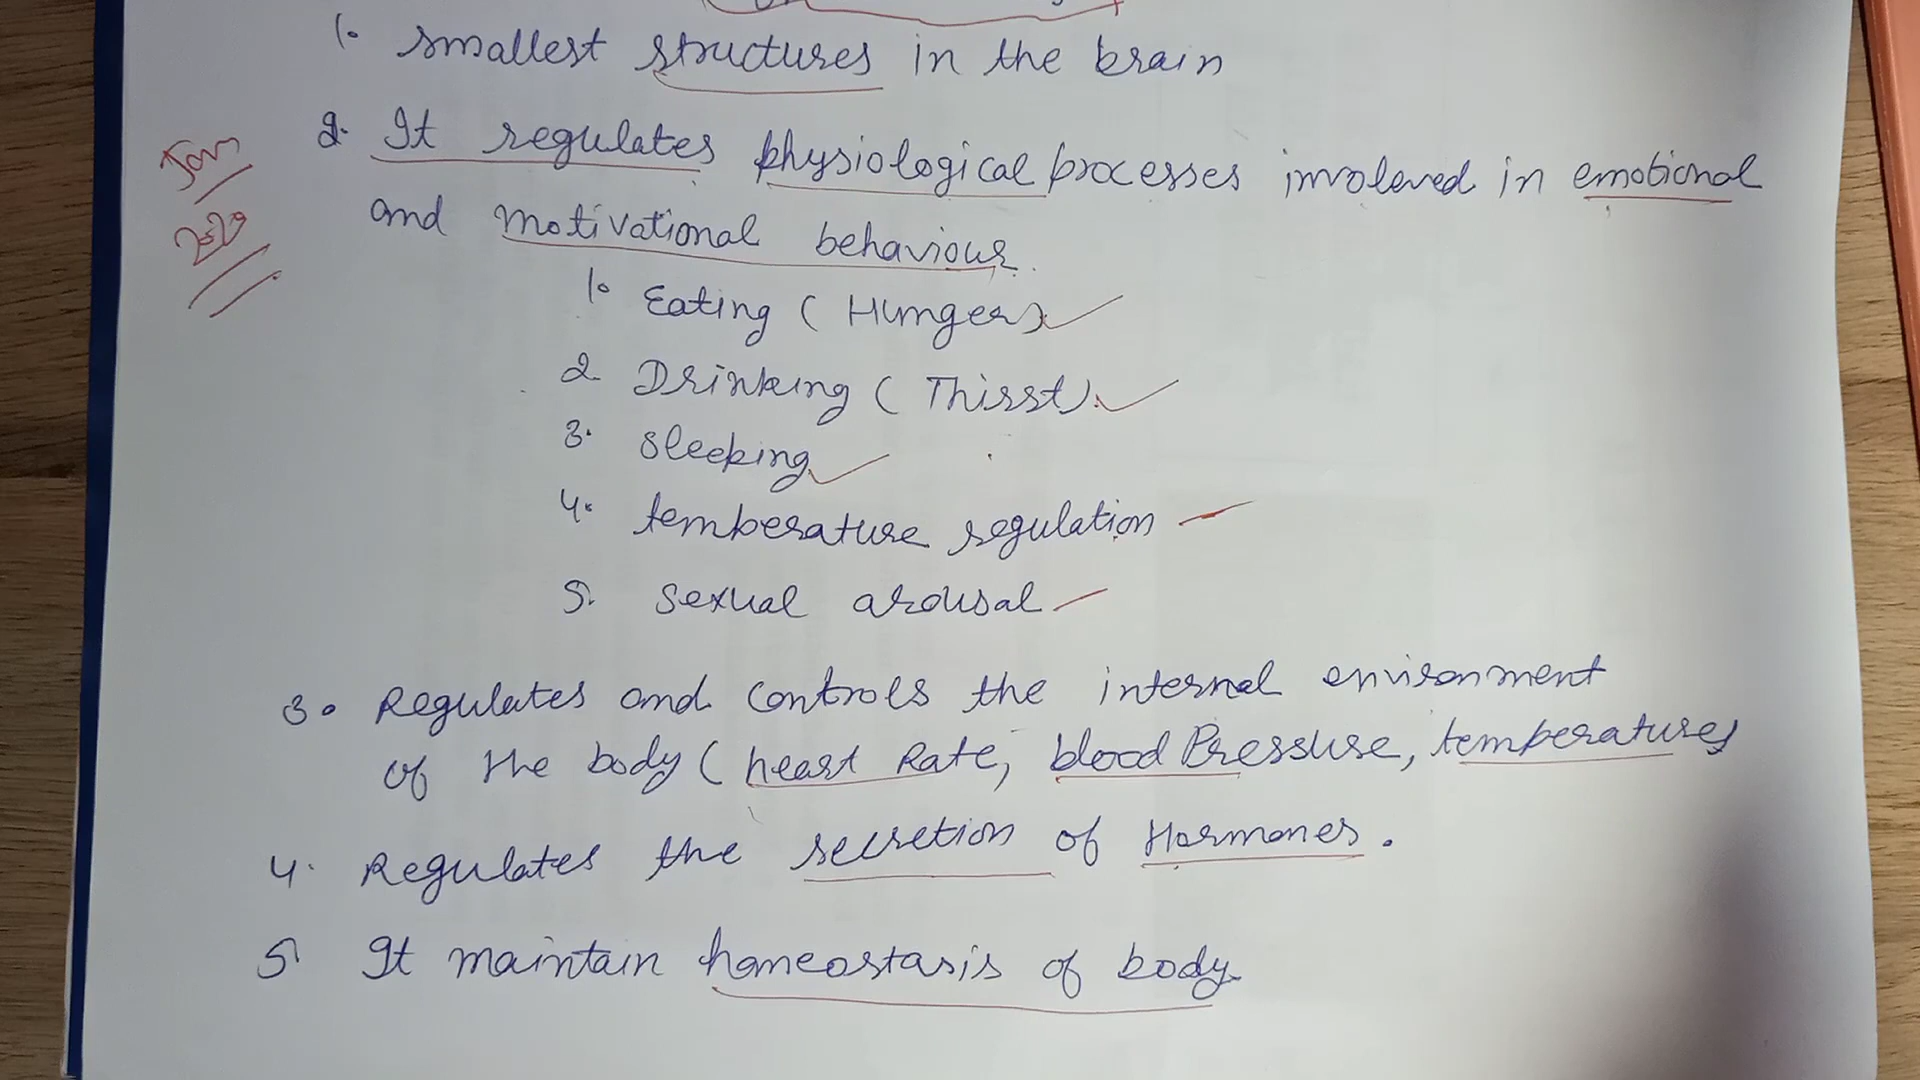 1. smallest structures in the brain
2. It regulates physiological processes involeved in emotional
and motivational behaviour.
1. Eating (Hunger)
2. Drinking (Thirst).
3. sleeping
4. temperature regulation
5. sexual arousal
3. Regulates and controls the internal environment
of the body (heart Rate, blood Pressure, temperature)
4. Regulates the secretion of Hormones.
5 It maintain homeostasis of body